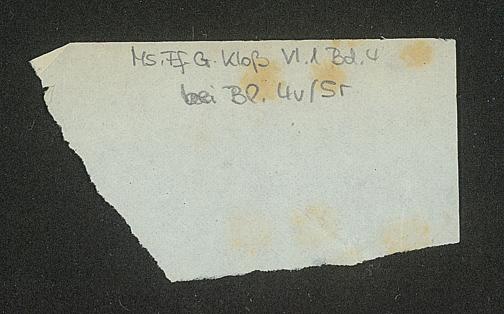 Ms. Ff. G. Kloß VI.1 Bd. 4
bei Bl. 4v/5r